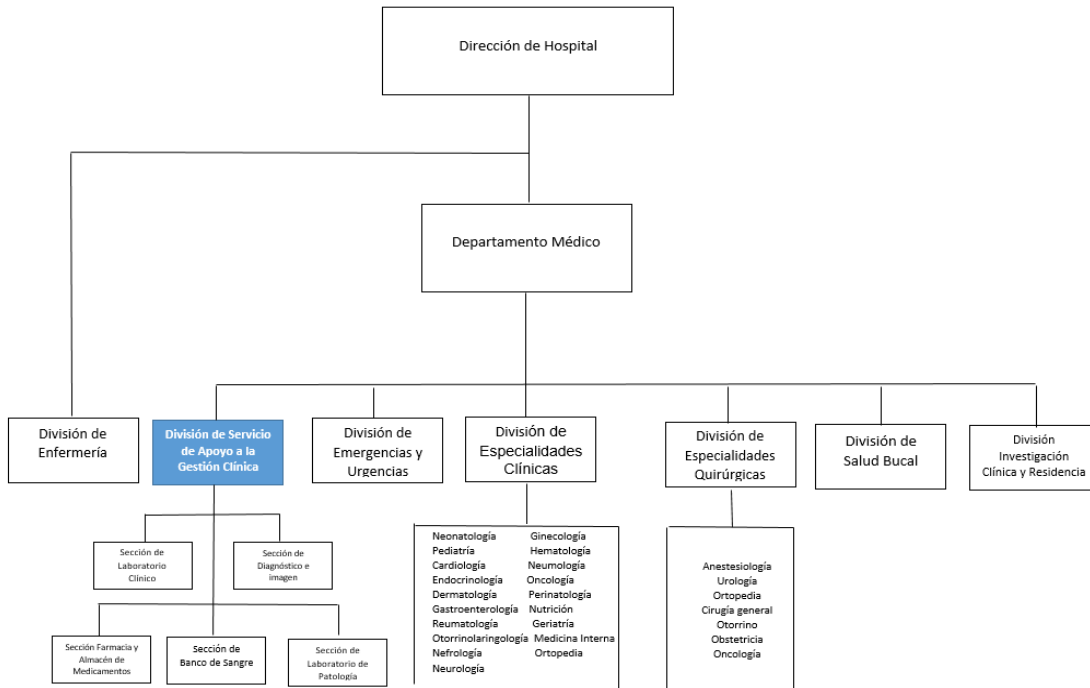 Dirección de Hospital
Departamento Médico
División de
Enfermería
División de Servicio
de Apoyo a la
Gestión Clínica
División de
Emergencias y
Urgencias
División de
Especialidades
Clínicas
División de
Especialidades
Quirúrgicas
División de
Salud Bucal
División
Investigación
Clínica y Residencia
Sección de
Laboratorio
Clínico
Sección de
Diagnóstico e
imagen
Sección Farmacia y
Almacén de
Medicamentos
Sección de
Banco de Sangre
Sección de
Laboratorio de
Patología
Neonatología Ginecología
Pediatría Hematología
Cardiología Neumología
Endocrinología Oncología
Dermatología Perinatología
Gastroenterología Nutrición
Reumatología Geriatría
Otorrinolaringología Medicina Interna
Nefrología Ortopedia
Neurología
Anestesiología
Urología
Ortopedia
Cirugía general
Otorrino
Obstetricia
Oncología